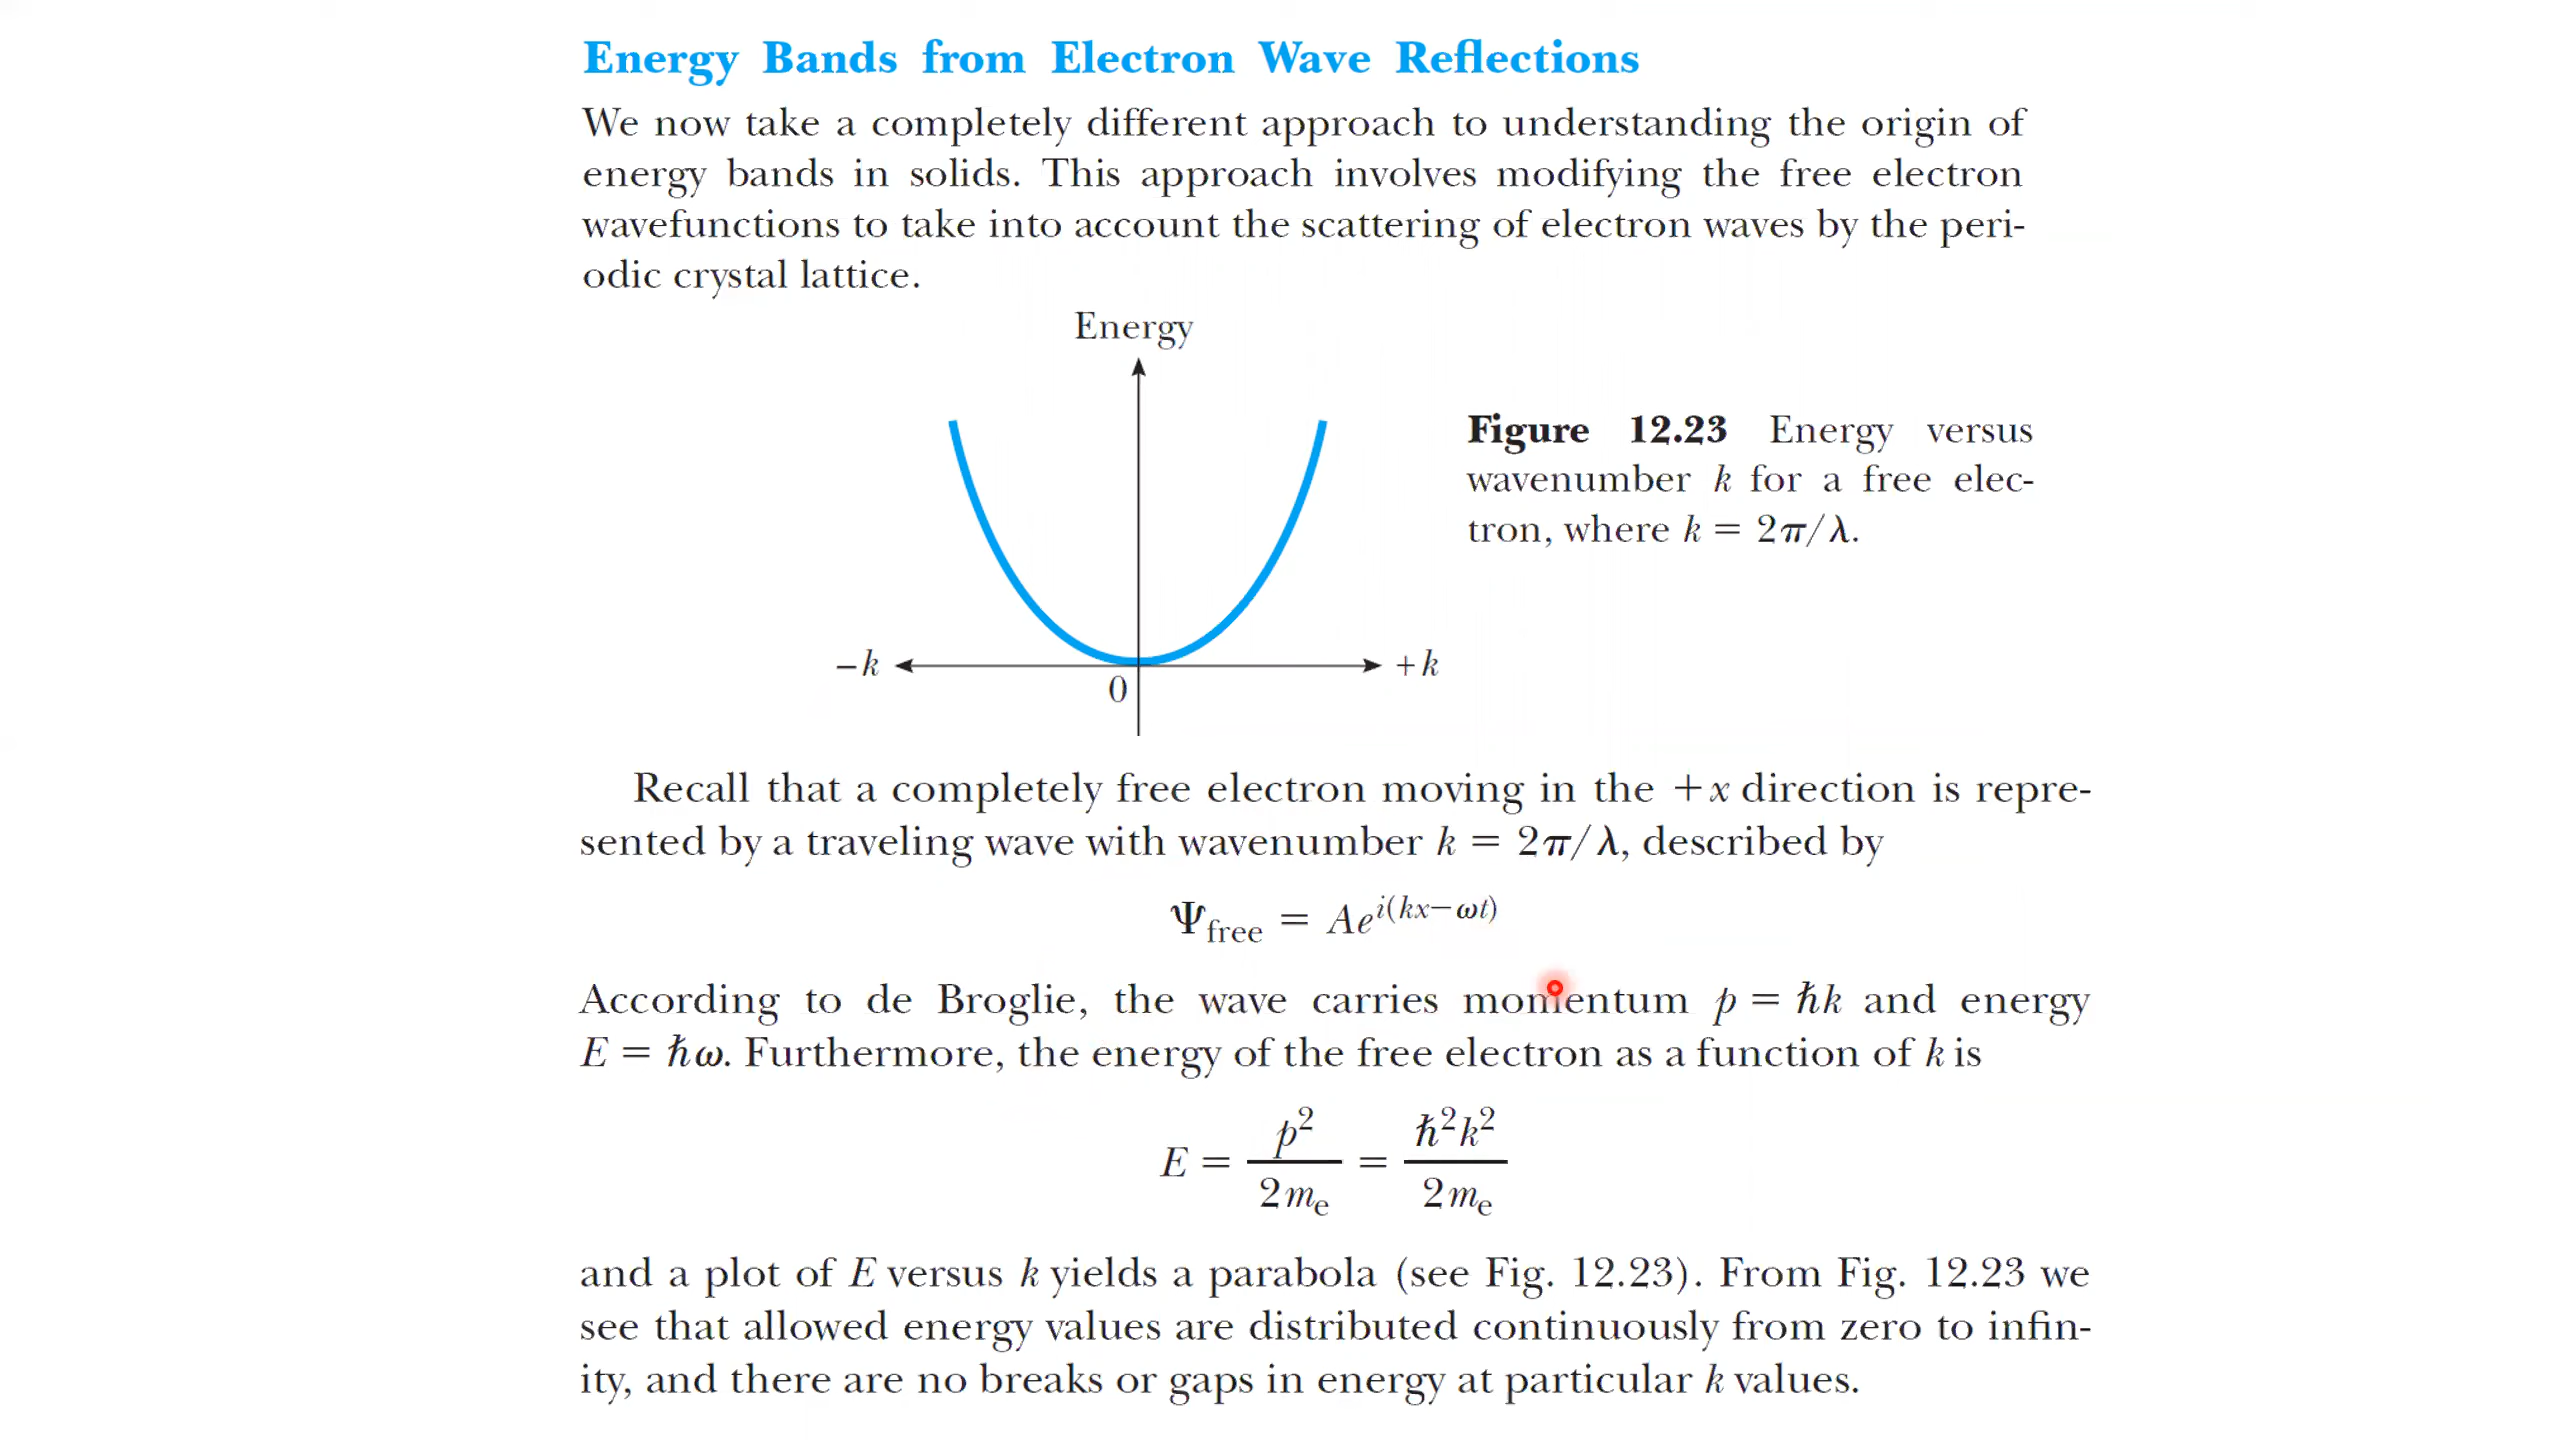 Energy Bands from Electron Wave Reflections
We now take a completely different approach to understanding the origin of
energy bands in solids. This approach involves modifying the free electron
wavefunctions to take into account the scattering of electron waves by the peri-
odic crystal lattice.
Energy
Figure 12.23 Energy versus
wavenumber k for a free elec-
tron, where k = 2π/λ.
−k
+k
0
Recall that a completely free electron moving in the +x direction is repre-
sented by a traveling wave with wavenumber k = 2π/λ, described by
Ψ_free = Ae^{i(kx−ωt)}
According to de Broglie, the wave carries momentum p = ℏk and energy
E = ℏω. Furthermore, the energy of the free electron as a function of k is
E = p²/2m_e = ℏ²k²/2m_e
and a plot of E versus k yields a parabola (see Fig. 12.23). From Fig. 12.23 we
see that allowed energy values are distributed continuously from zero to infin-
ity, and there are no breaks or gaps in energy at particular k values.